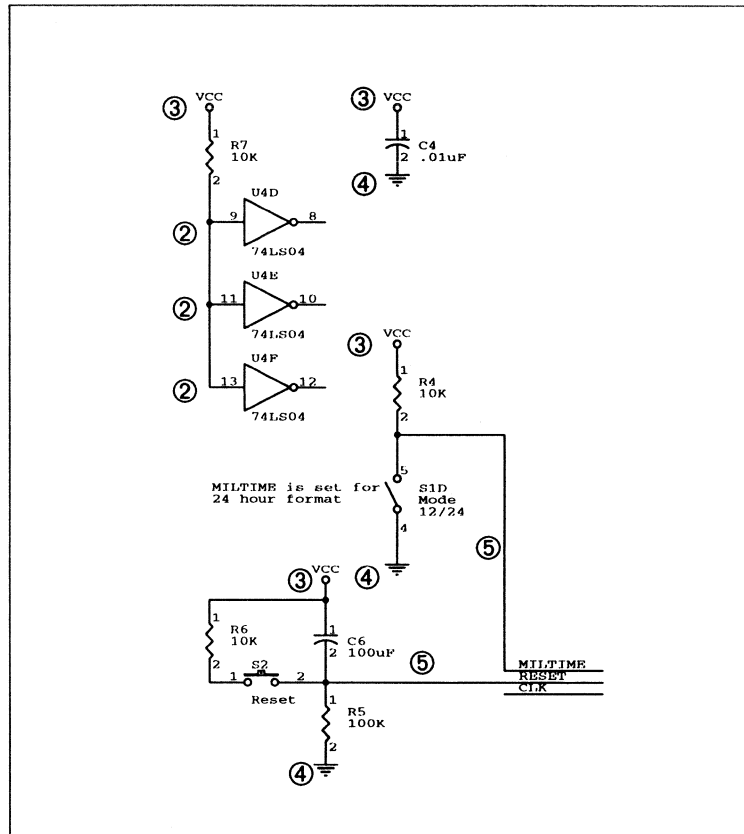 ③ VCC
③ VCC
1
R7
10K
2
1
C4
2 .01uF
④
U4D
② 9 8
74LS04
U4E
② 11 10
74LS04
U4F
② 13 12
74LS04
③ VCC
1
R4
10K
2
MILTIME is set for
24 hour format
5
S1D
Mode
12/24
4
⑤
④
③ VCC
1
R6
10K
2
1
C6
2 100uF
⑤
S2
1 2
Reset
MILTIME
RESET
CLK
1
R5
100K
2
④